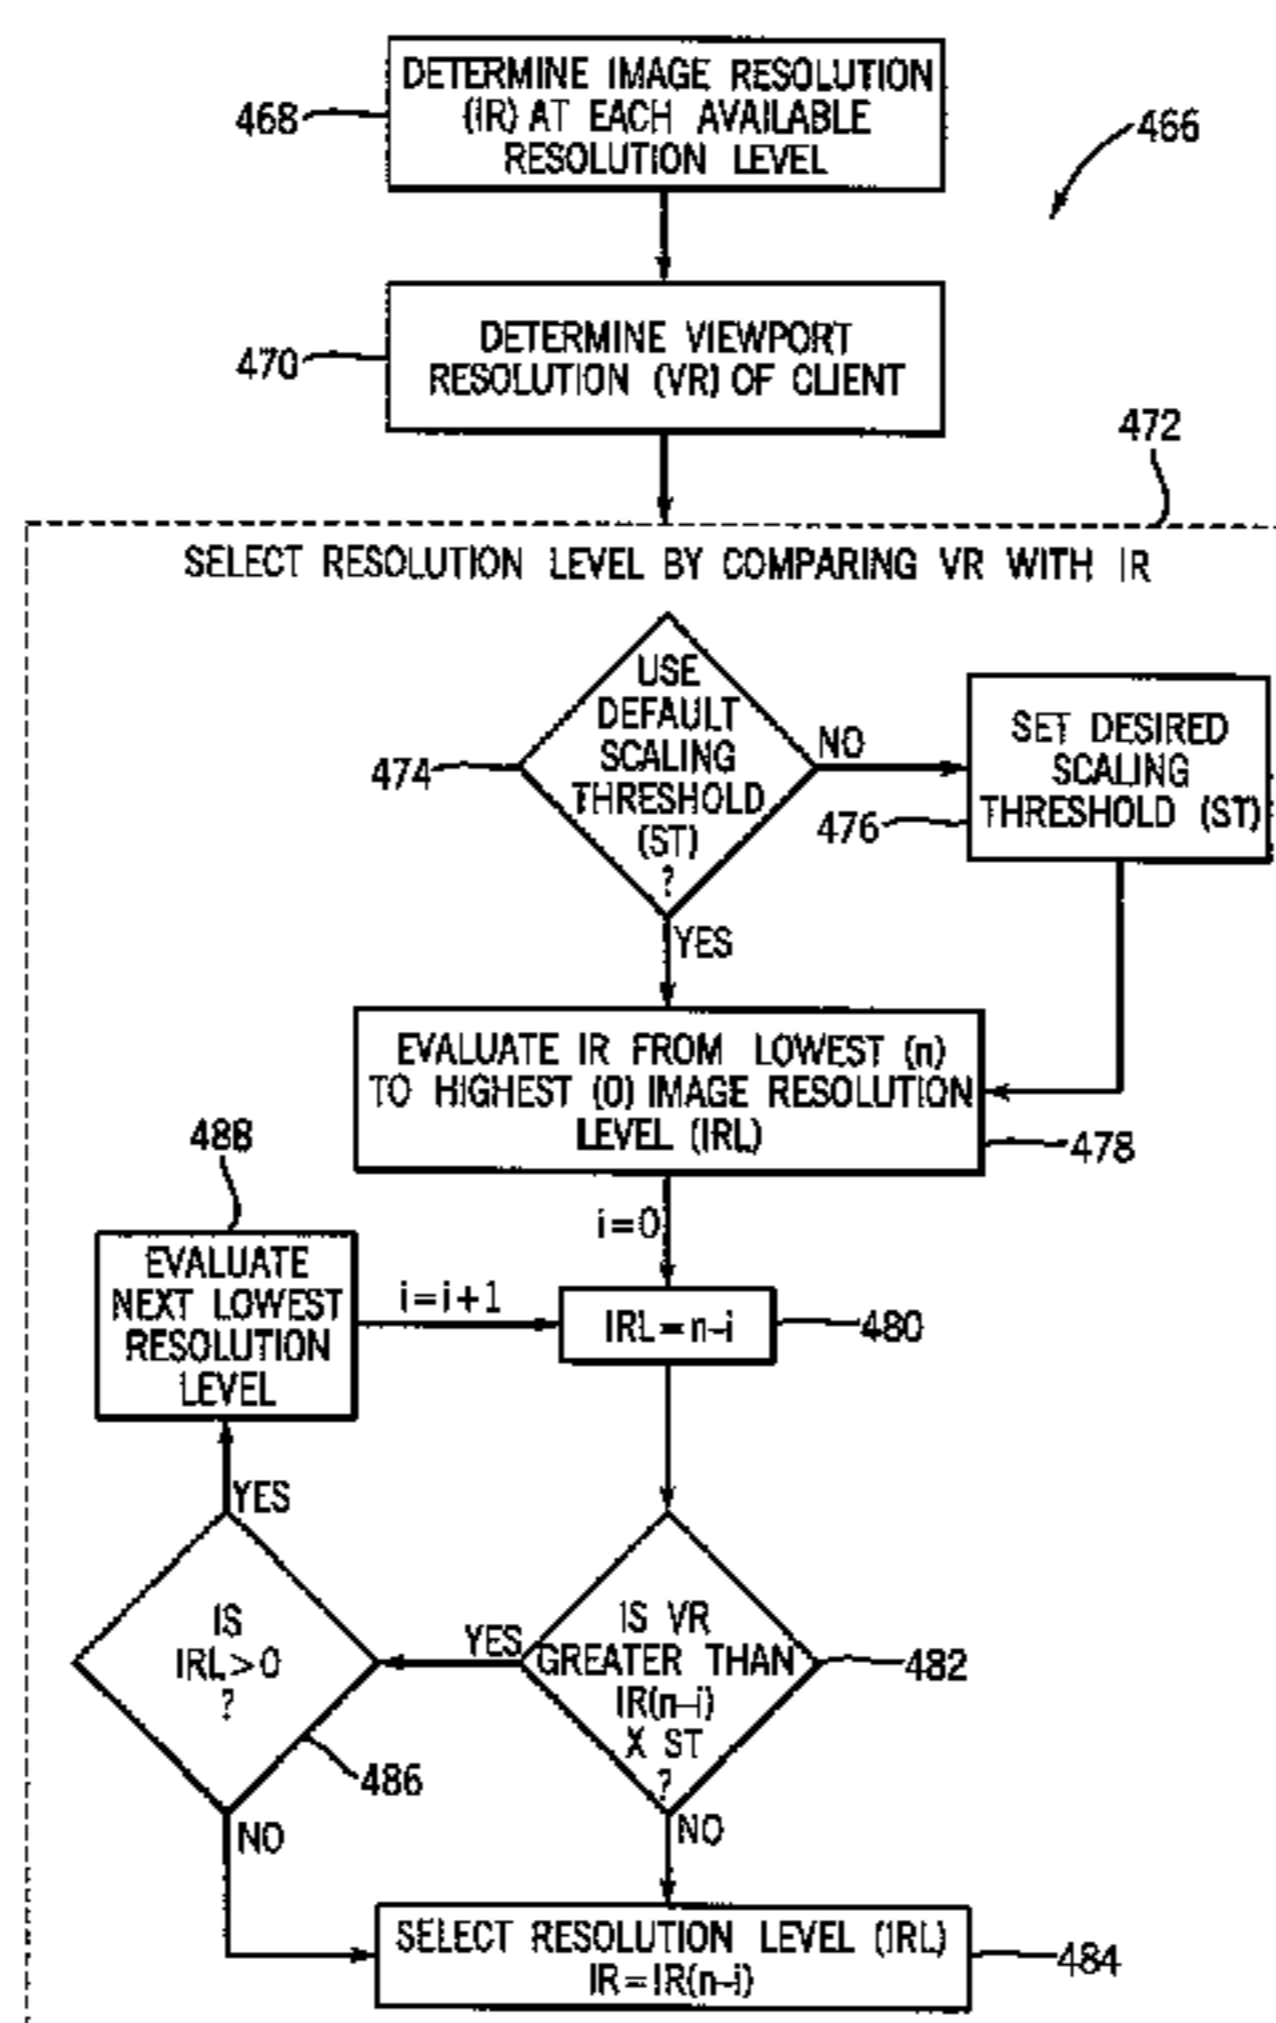 DETERMINE IMAGE RESOLUTION
(IR) AT EACH AVAILABLE
RESOLUTION LEVEL
468
466
DETERMINE VIEWPORT
RESOLUTION (VR) OF CLIENT
470
472
SELECT RESOLUTION LEVEL BY COMPARING VR WITH IR
USE
DEFAULT
SCALING
THRESHOLD
(ST)
?
474
NO
SET DESIRED
SCALING
THRESHOLD (ST)
476
YES
EVALUATE IR FROM LOWEST (n)
TO HIGHEST (0) IMAGE RESOLUTION
LEVEL (IRL)
478
488
i=0
EVALUATE
NEXT LOWEST
RESOLUTION
LEVEL
i=i+1
IRL=n-i
480
YES
IS
IRL>0
?
486
YES
IS VR
GREATER THAN
IR(n-i)
X ST
?
482
NO
NO
SELECT RESOLUTION LEVEL (IRL)
IR=IR(n-i)
484